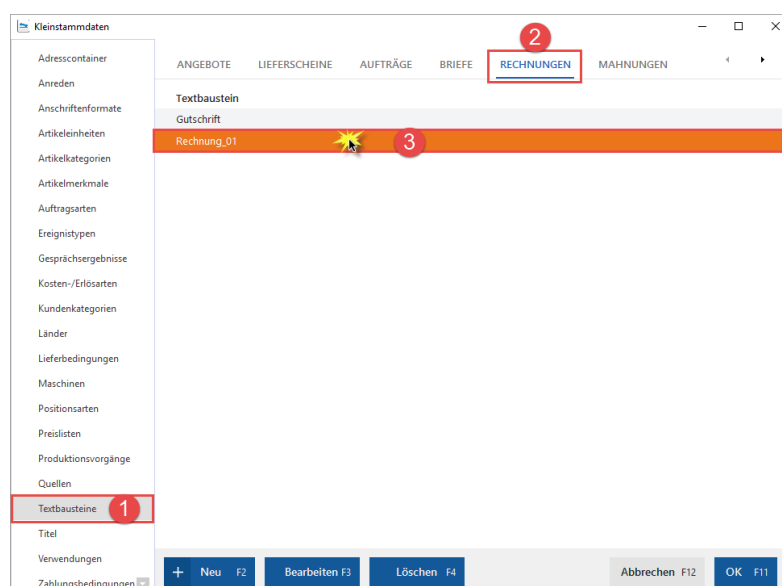 Kleinstammdaten
Adresscontainer
Anreden
Anschriftenformate
Artikeleinheiten
Artikelkategorien
Artikelmerkmale
Auftragsarten
Ereignistypen
Gesprächsergebnisse
Kosten-/Erlösarten
Kundenkategorien
Länder
Lieferbedingungen
Maschinen
Positionsarten
Preislisten
Produktionsvorgänge
Quellen
Textbausteine 1
Titel
Verwendungen
Zahlungsbedingungen
2
ANGEBOTE LIEFERSCHEINE AUFTRÄGE BRIEFE RECHNUNGEN MAHNUNGEN
Textbaustein
Gutschrift
Rechnung_01 3
+ Neu F2 Bearbeiten F3 Löschen F4 Abbrechen F12 OK F11